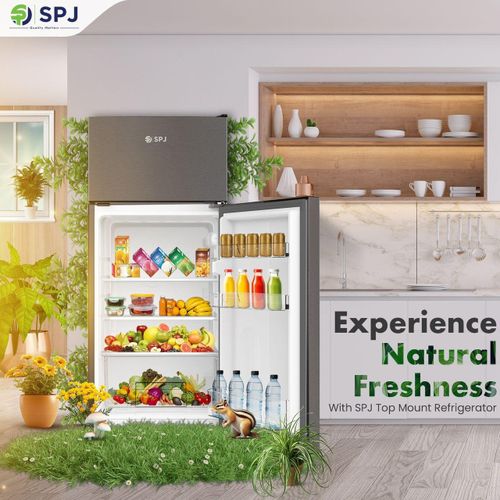 SPJ
Quality Matters
SPJ
Experience
Natural
Freshness
With SPJ Top Mount Refrigerator